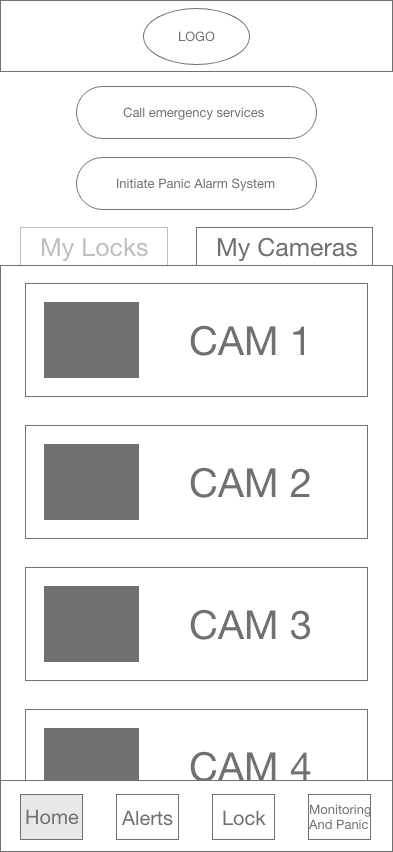 LOGO
Call emergency services
Initiate Panic Alarm System
My Locks
My Cameras
CAM 1
CAM 2
CAM 3
CAM 4
Home
Alerts
Lock
Monitoring
And Panic